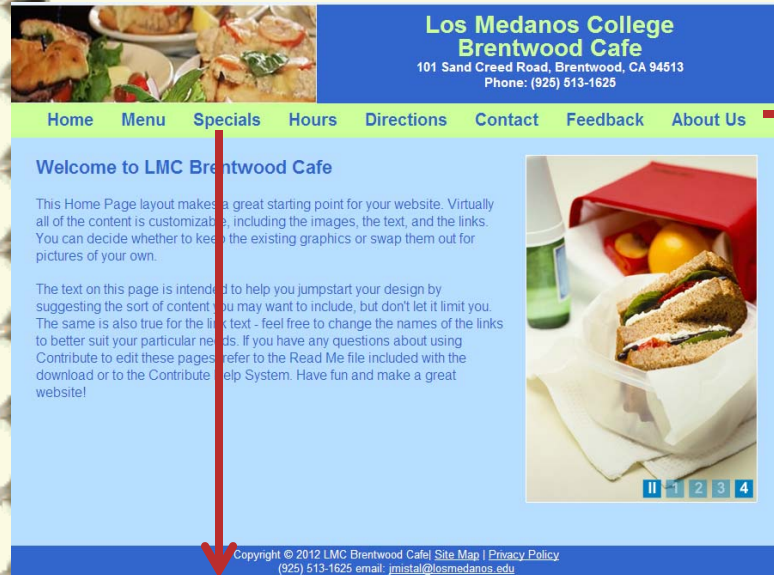 Los Medanos College
Brentwood Cafe
101 Sand Creed Road, Brentwood, CA 94513
Phone: (925) 513-1625
Home Menu Specials Hours Directions Contact Feedback About Us
Welcome to LMC Brentwood Cafe
This Home Page layout makes a great starting point for your website. Virtually
all of the content is customizable, including the images, the text, and the links.
You can decide whether to keep the existing graphics or swap them out for
pictures of your own.
The text on this page is intended to help you jumpstart your design by
suggesting the sort of content you may want to include, but don't let it limit you.
The same is also true for the link text - feel free to change the names of the links
to better suit your particular needs. If you have any questions about using
Contribute to edit these pages, refer to the Read Me file included with the
download or to the Contribute Help System. Have fun and make a great
website!
II 1 2 3 4
Copyright © 2012 LMC Brentwood Cafe| Site Map | Privacy Policy
(925) 513-1625 email: jmistal@losmedanos.edu